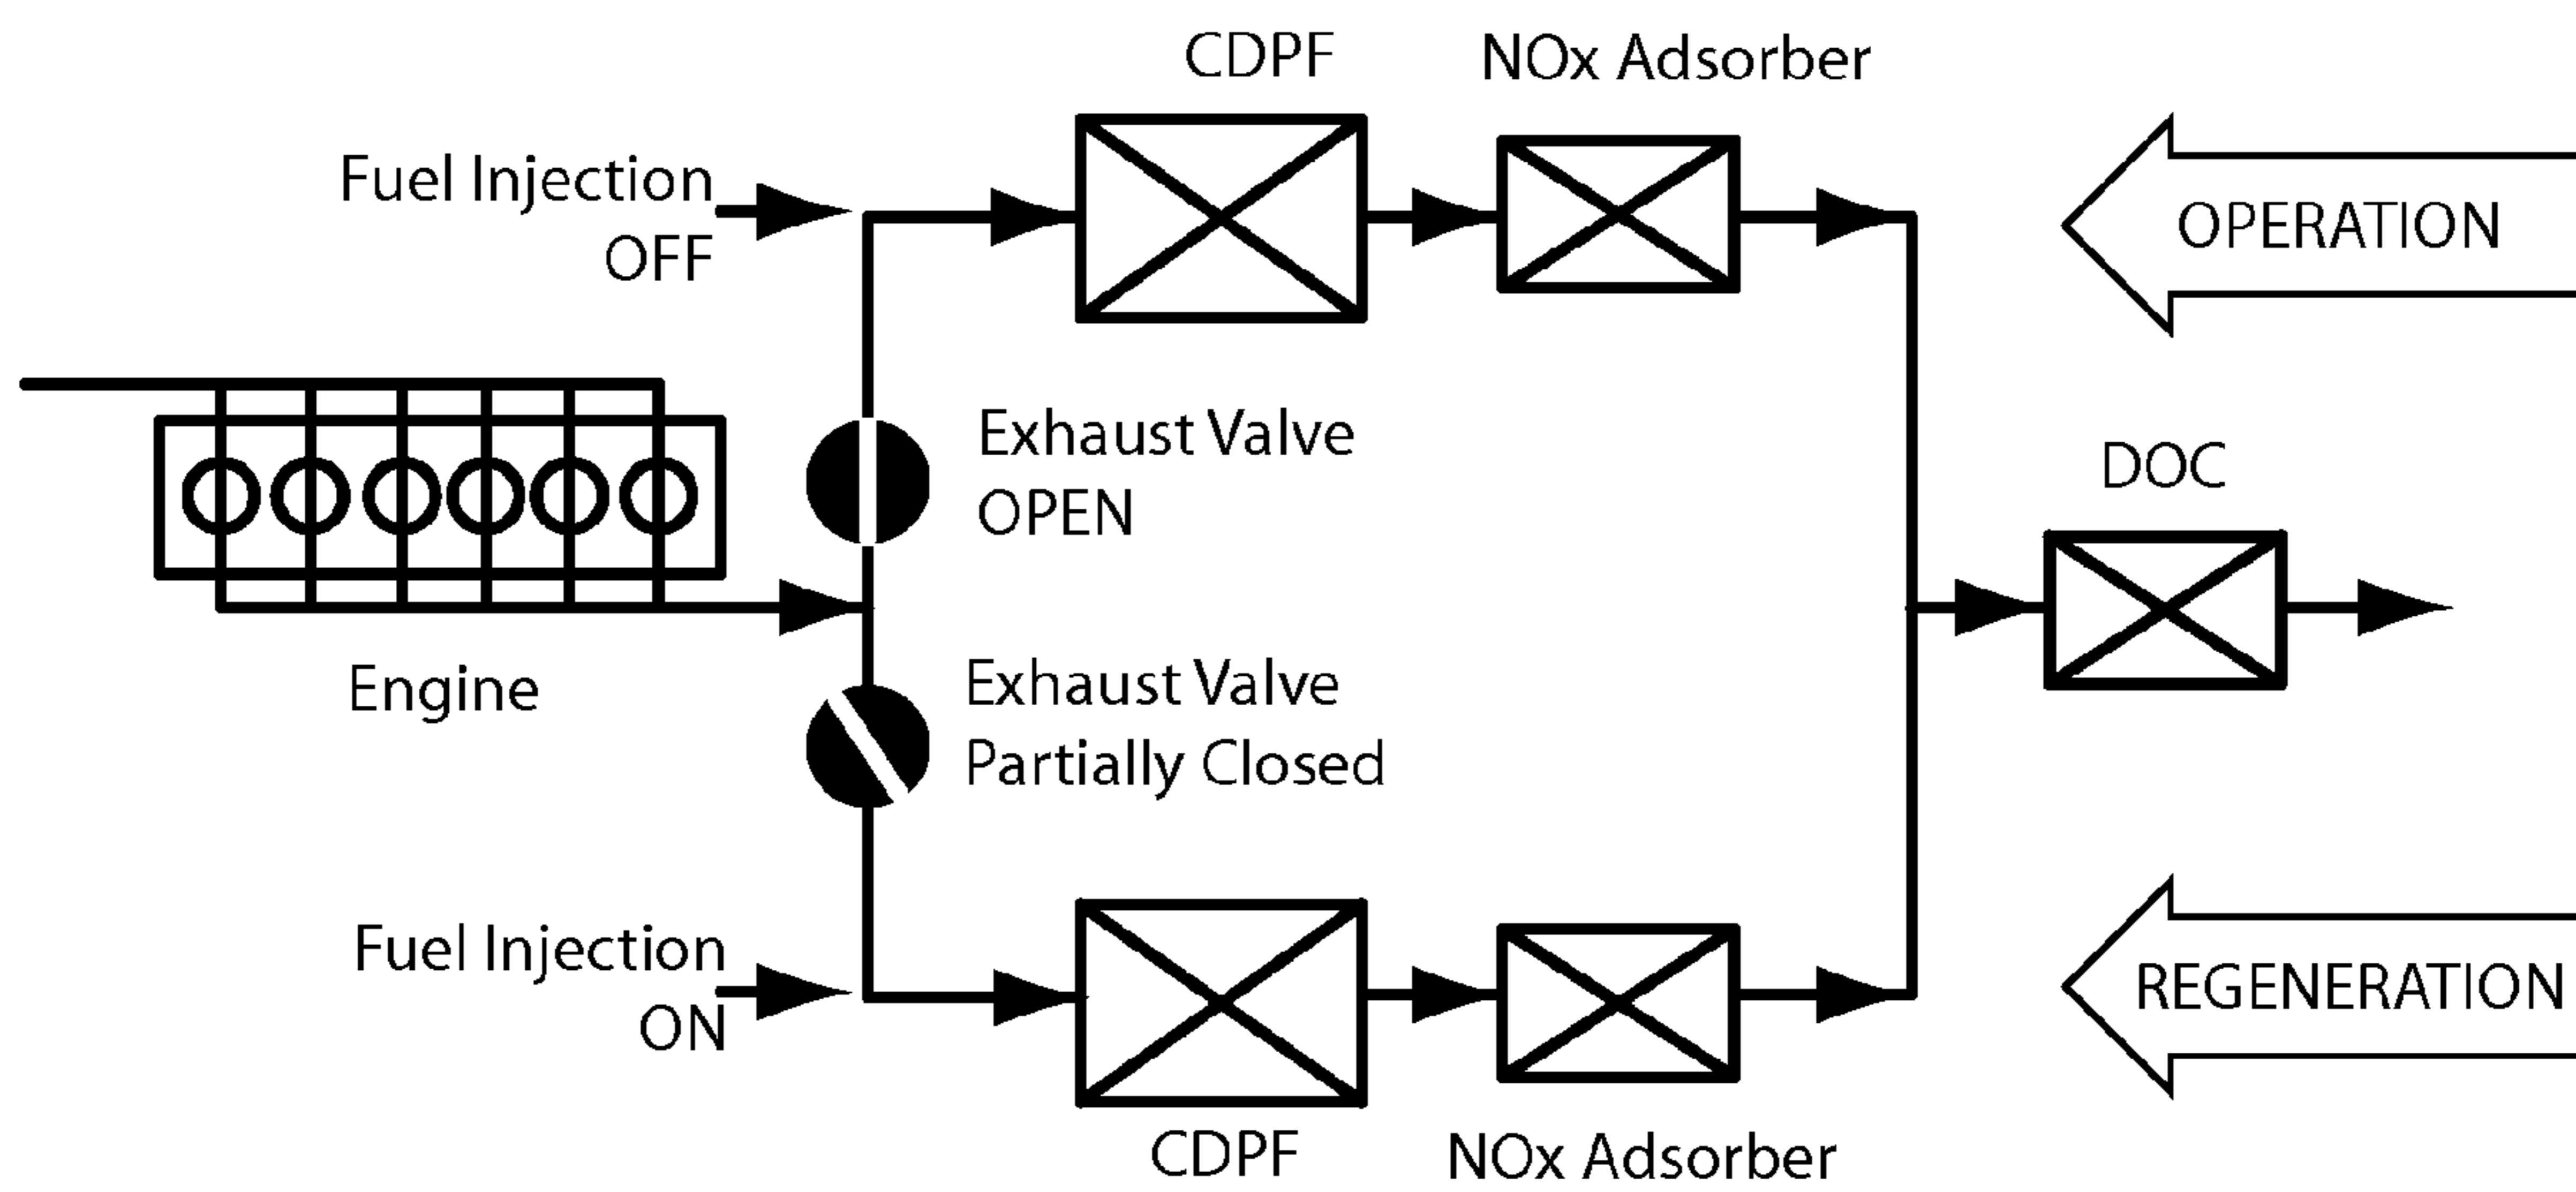 CDPF
NOx Adsorber
Fuel Injection
OFF
OPERATION
Exhaust Valve
OPEN
DOC
Engine
Exhaust Valve
Partially Closed
Fuel Injection
ON
REGENERATION
CDPF
NOx Adsorber